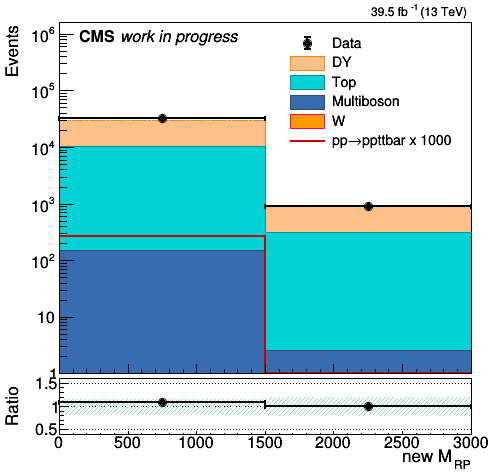 39.5 fb⁻¹ (13 TeV)
CMS work in progress
Events
10⁶
10⁵
10⁴
10³
10²
10
1
Data
DY
Top
Multiboson
W
pp→ppttbar x 1000
Ratio
1.5
1
0.5
0 500 1000 1500 2000 2500 3000
new M_RP